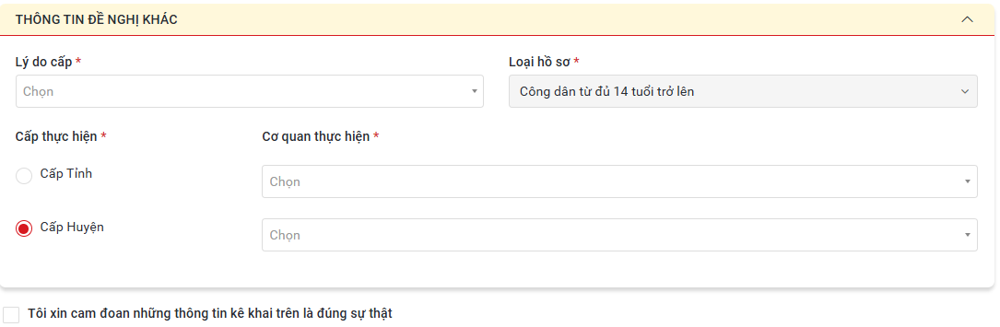 THÔNG TIN ĐỀ NGHỊ KHÁC
Lý do cấp *
Loại hồ sơ *
Chọn
Công dân từ đủ 14 tuổi trở lên
Cấp thực hiện *
Cơ quan thực hiện *
Cấp Tỉnh
Chọn
Cấp Huyện
Chọn
Tôi xin cam đoan những thông tin kê khai trên là đúng sự thật